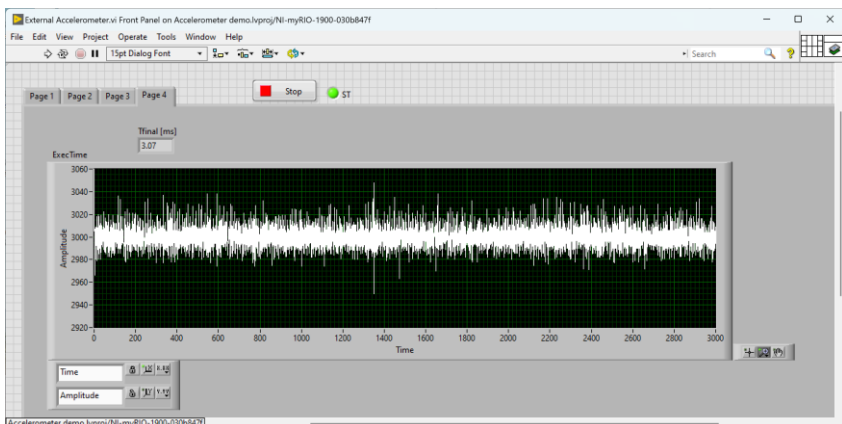 External Accelerometer.vi Front Panel on Accelerometer demo.lvproj/NI-myRIO-1900-030b847f
File Edit View Project Operate Tools Window Help
15pt Dialog Font
Search
?
Page 1 Page 2 Page 3 Page 4
Stop
ST
Tfinal [ms]
3.07
ExecTime
3060
3040
3020
3000
2980
2960
2940
2920
Amplitude
0 200 400 600 800 1000 1200 1400 1600 1800 2000 2200 2400 2600 2800 3000
Time
Time
Amplitude
Accelerometer demo.lvproj/NI-myRIO-1900-030b847f